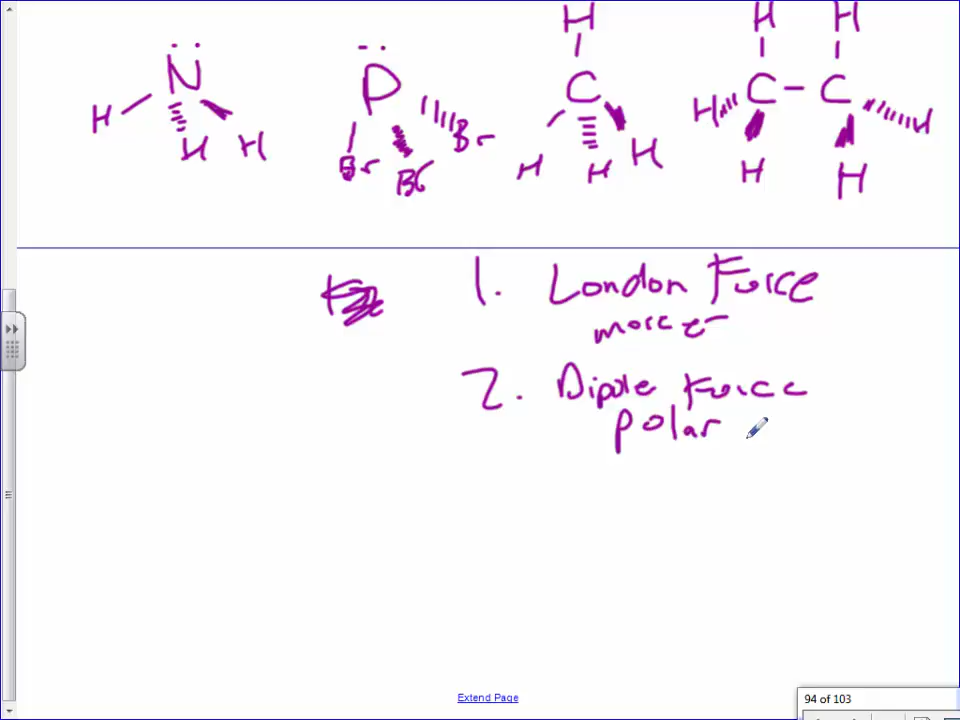 H H H
N P C C - C
H H H Br Br Br H H H H H H H
1. London Force
more e-
2. Dipole Force
polar
Extend Page
94 of 103